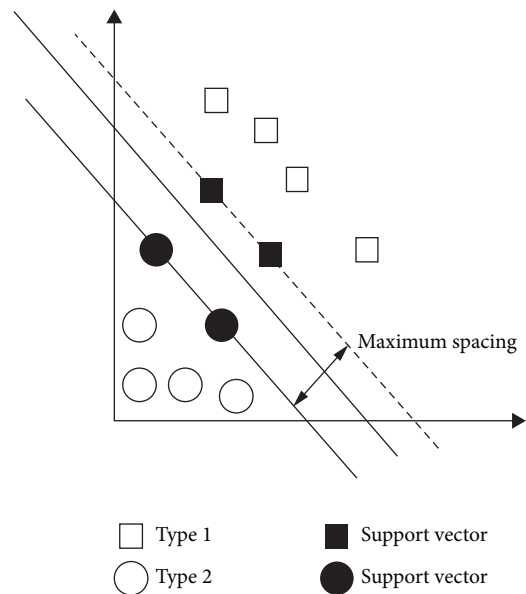 Maximum spacing
Type 1
Support vector
Type 2
Support vector